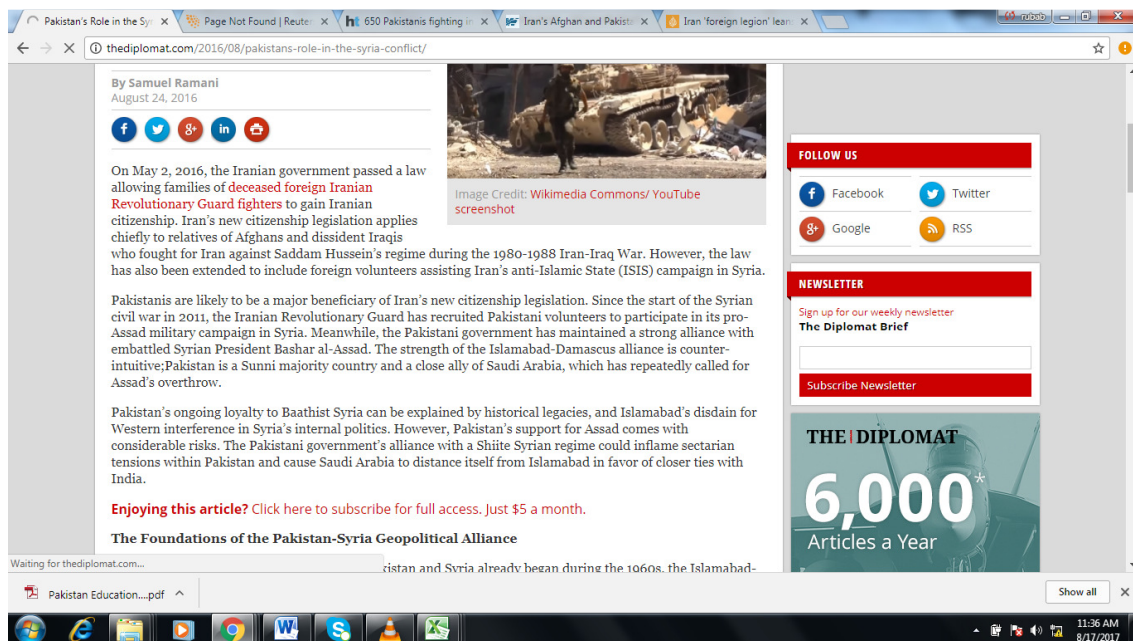 Pakistan's Role in the Syr
Page Not Found | Reuter
650 Pakistanis fighting in
Iran's Afghan and Pakista
Iran 'foreign legion' lean
rubab
thediplomat.com/2016/08/pakistans-role-in-the-syria-conflict/
By Samuel Ramani
August 24, 2016
On May 2, 2016, the Iranian government passed a law
allowing families of deceased foreign Iranian
Revolutionary Guard fighters to gain Iranian
citizenship. Iran's new citizenship legislation applies
chiefly to relatives of Afghans and dissident Iraqis
who fought for Iran against Saddam Hussein's regime during the 1980-1988 Iran-Iraq War. However, the law
has also been extended to include foreign volunteers assisting Iran's anti-Islamic State (ISIS) campaign in Syria.
Image Credit: Wikimedia Commons/ YouTube
screenshot
Pakistanis are likely to be a major beneficiary of Iran's new citizenship legislation. Since the start of the Syrian
civil war in 2011, the Iranian Revolutionary Guard has recruited Pakistani volunteers to participate in its pro-
Assad military campaign in Syria. Meanwhile, the Pakistani government has maintained a strong alliance with
embattled Syrian President Bashar al-Assad. The strength of the Islamabad-Damascus alliance is counter-
intuitive;Pakistan is a Sunni majority country and a close ally of Saudi Arabia, which has repeatedly called for
Assad's overthrow.
Pakistan's ongoing loyalty to Baathist Syria can be explained by historical legacies, and Islamabad's disdain for
Western interference in Syria's internal politics. However, Pakistan's support for Assad comes with
considerable risks. The Pakistani government's alliance with a Shiite Syrian regime could inflame sectarian
tensions within Pakistan and cause Saudi Arabia to distance itself from Islamabad in favor of closer ties with
India.
Enjoying this article? Click here to subscribe for full access. Just $5 a month.
The Foundations of the Pakistan-Syria Geopolitical Alliance
kistan and Syria already began during the 1960s, the Islamabad-
FOLLOW US
Facebook
Twitter
Google
RSS
NEWSLETTER
Sign up for our weekly newsletter
The Diplomat Brief
Subscribe Newsletter
THE | DIPLOMAT
6,000*
Articles a Year
Waiting for thediplomat.com...
Pakistan Education....pdf
Show all
11:36 AM
8/17/2017